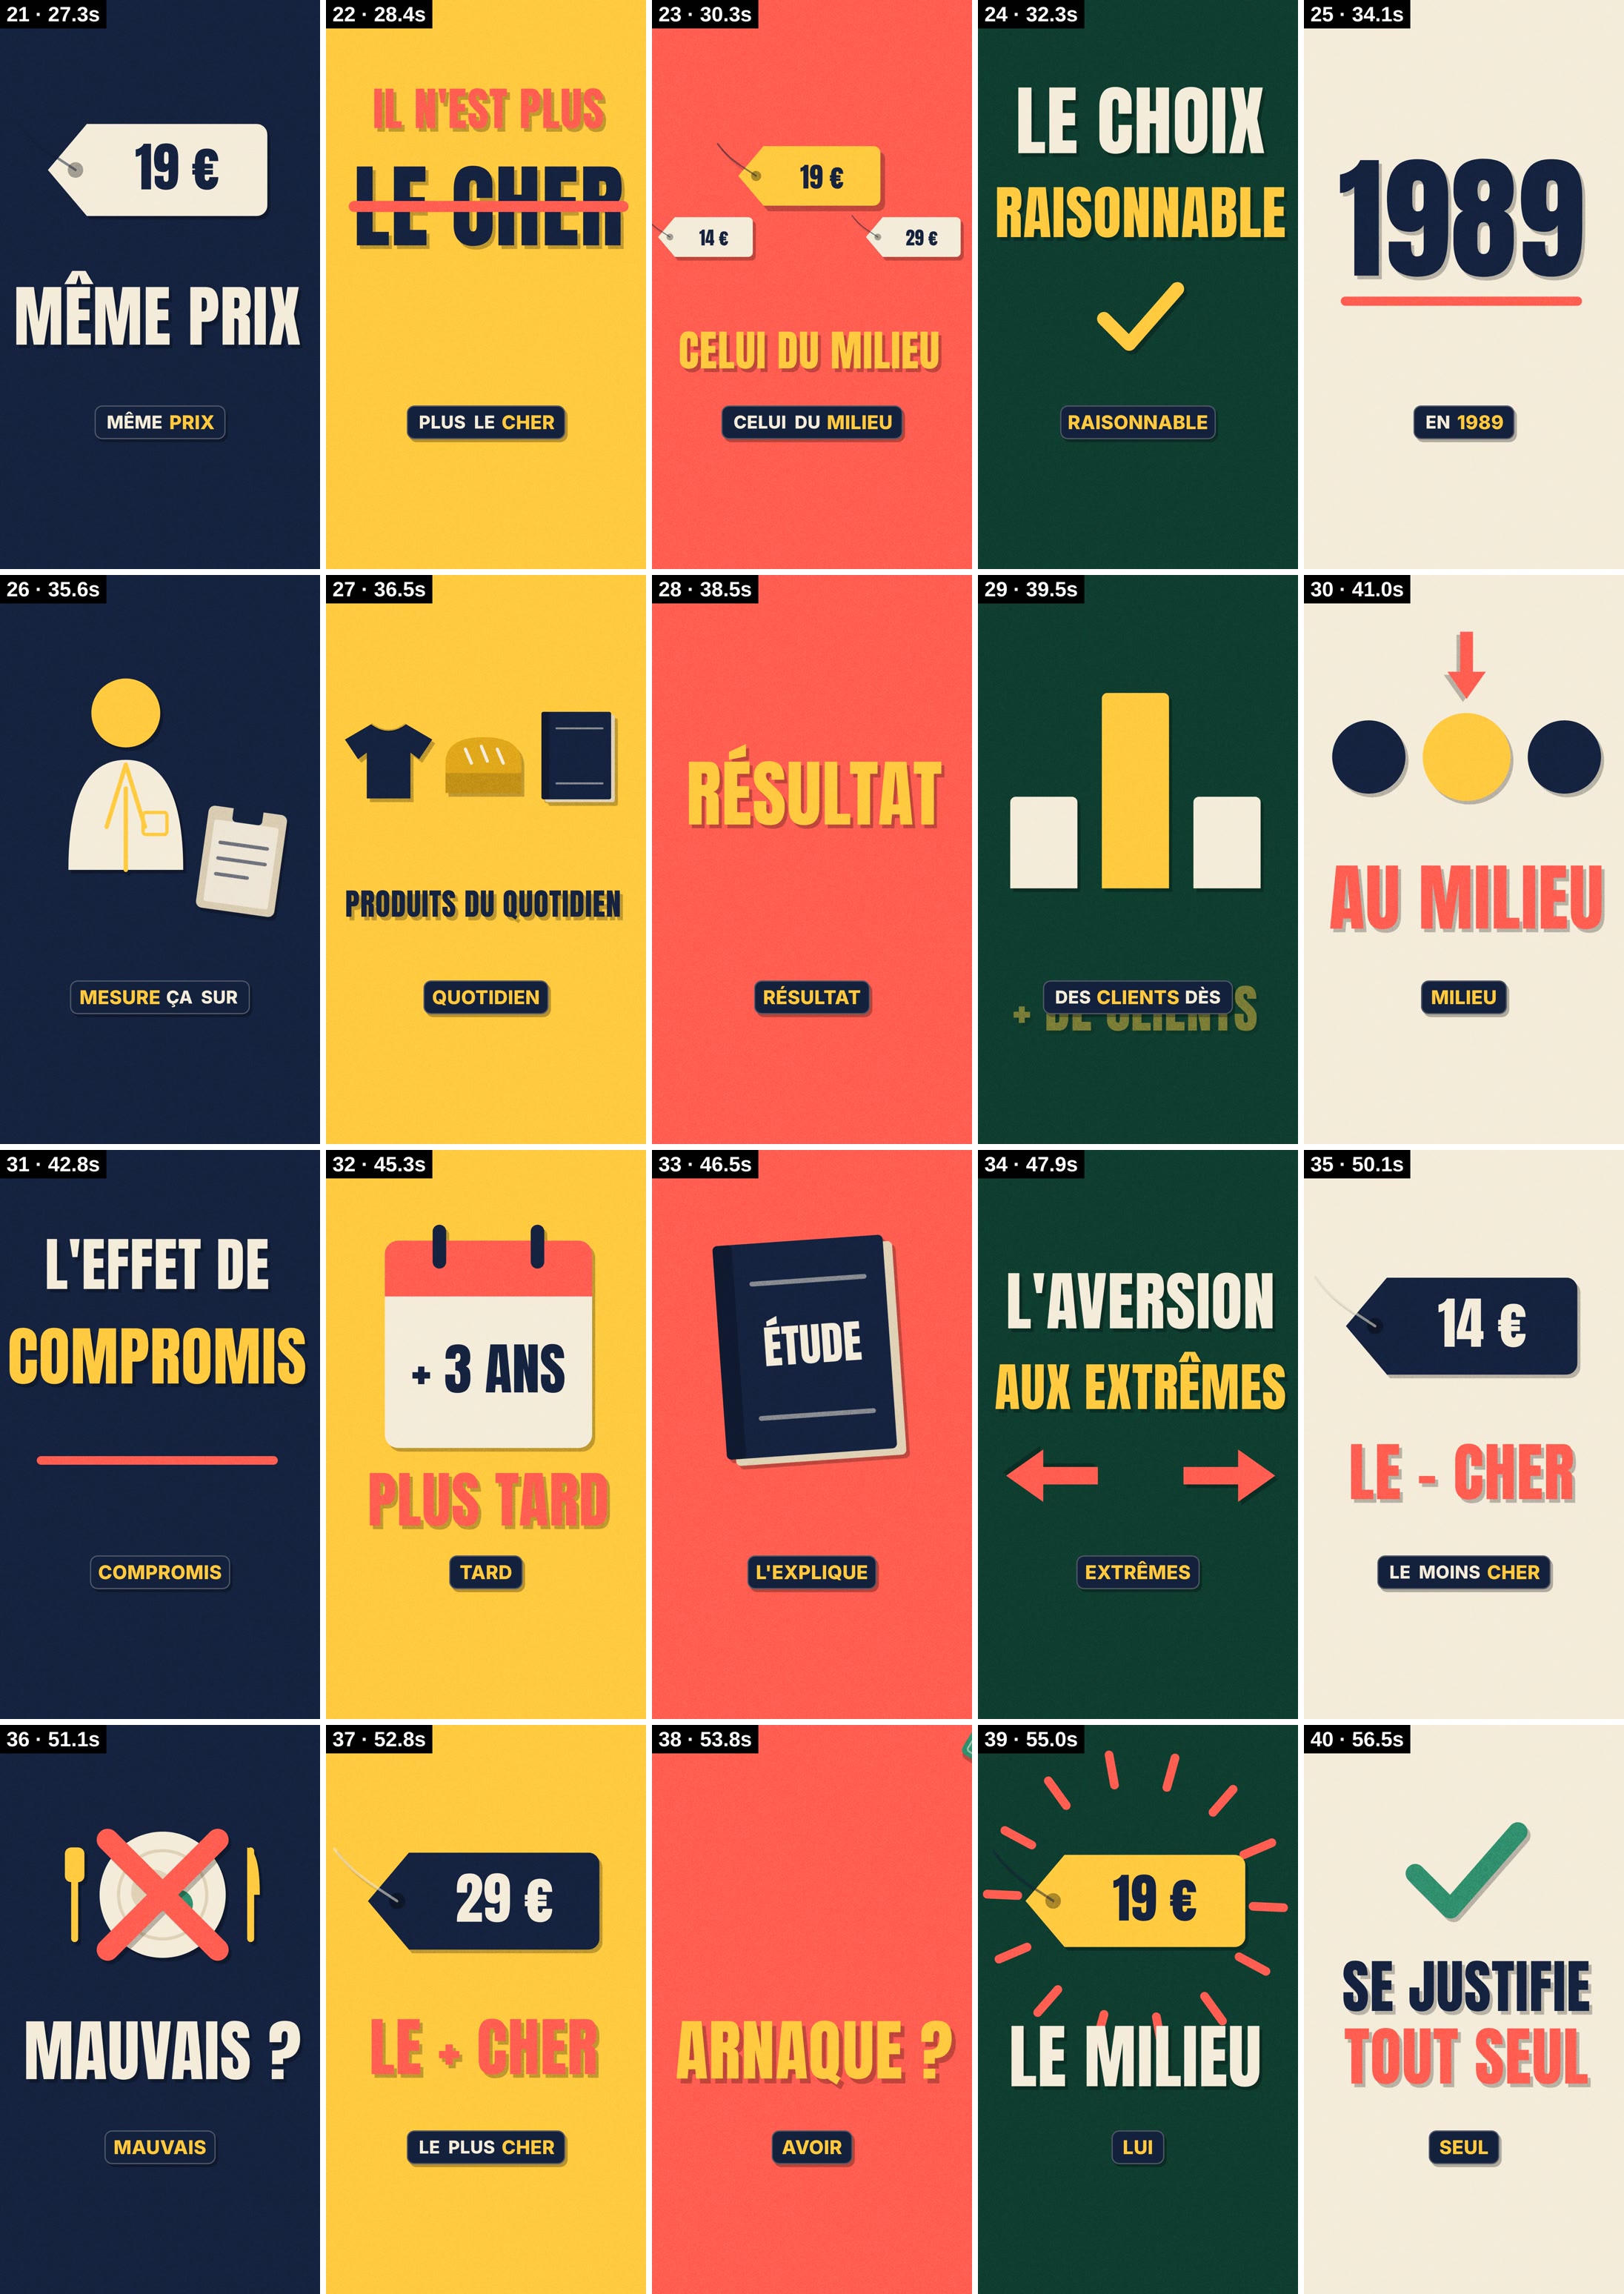 21 · 27.3s
19 €
MÊME PRIX
MÊME PRIX
22 · 28.4s
IL N'EST PLUS
LE CHER
PLUS LE CHER
23 · 30.3s
19 €
14 €
29 €
CELUI DU MILIEU
CELUI DU MILIEU
24 · 32.3s
LE CHOIX
RAISONNABLE
RAISONNABLE
25 · 34.1s
1989
EN 1989
26 · 35.6s
MESURE ÇA SUR
27 · 36.5s
PRODUITS DU QUOTIDIEN
QUOTIDIEN
28 · 38.5s
RÉSULTAT
RÉSULTAT
29 · 39.5s
DES CLIENTS DÈS
+ DE CLIENTS
30 · 41.0s
AU MILIEU
MILIEU
31 · 42.8s
L'EFFET DE
COMPROMIS
COMPROMIS
32 · 45.3s
+ 3 ANS
PLUS TARD
TARD
33 · 46.5s
ÉTUDE
L'EXPLIQUE
34 · 47.9s
L'AVERSION
AUX EXTRÊMES
EXTRÊMES
35 · 50.1s
14 €
LE - CHER
LE MOINS CHER
36 · 51.1s
MAUVAIS ?
MAUVAIS
37 · 52.8s
29 €
LE + CHER
LE PLUS CHER
38 · 53.8s
ARNAQUE ?
AVOIR
39 · 55.0s
19 €
LE MILIEU
LUI
40 · 56.5s
SE JUSTIFIE
TOUT SEUL
SEUL